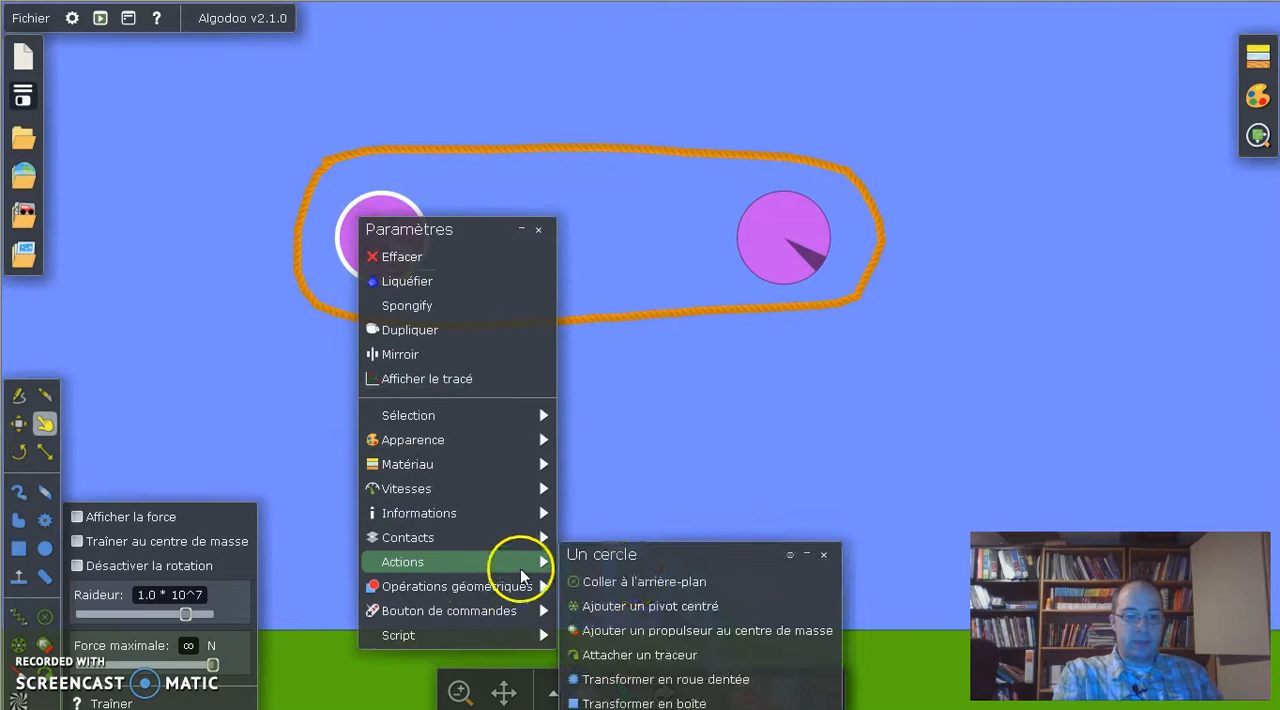 Fichier
?
Algodoo v2.1.0
Paramètres
Effacer
Liquéfier
Spongify
Dupliquer
Mirroir
Afficher le tracé
Sélection
Apparence
Matériau
Vitesses
Informations
Contacts
Actions
Opérations géométriques
Bouton de commandes
Script
Un cercle
Coller à l'arrière-plan
Ajouter un pivot centré
Ajouter un propulseur au centre de masse
Attacher un traceur
Transformer en roue dentée
Transformer en boîte
Afficher la force
Traîner au centre de masse
Désactiver la rotation
Raideur: 1.0 * 10^7
Force maximale: ∞ N
RECORDED WITH
SCREENCAST MATIC
? Traîner